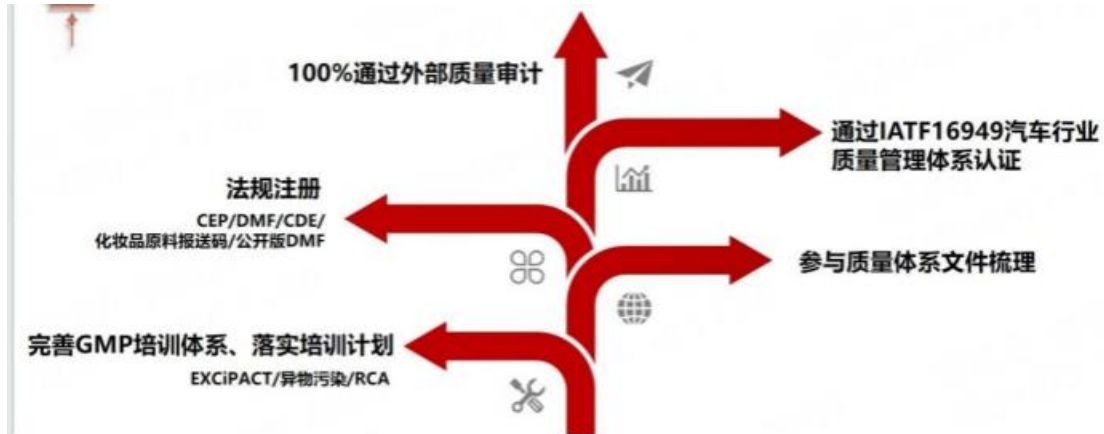 100%通过外部质量审计
通过IATF16949汽车行业
质量管理体系认证
法规注册
CEP/DMF/CDE/
化妆品原料报送码/公开版DMF
参与质量体系文件梳理
完善GMP培训体系、落实培训计划
EXCiPACT/异物污染/RCA